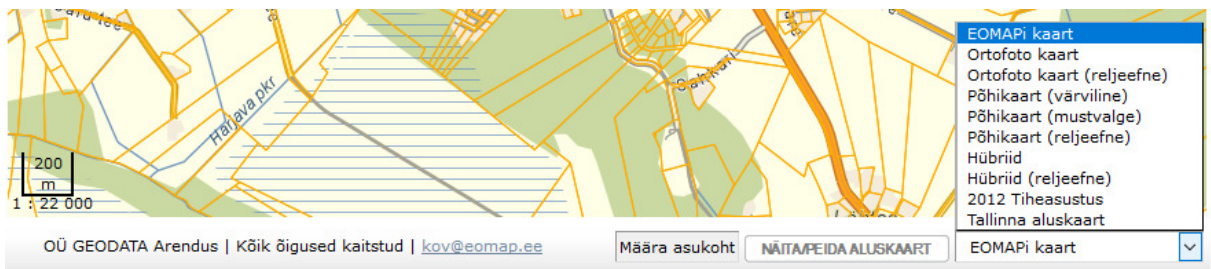 Harjava pkr
Sahkari
200
m
1 : 22 000
EOMAPi kaart
Ortofoto kaart
Ortofoto kaart (reljeefne)
Põhikaart (värviline)
Põhikaart (mustvalge)
Põhikaart (reljeefne)
Hübriid
Hübriid (reljeefne)
2012 Tiheasustus
Tallinna aluskaart
OÜ GEODATA Arendus | Kõik õigused kaitstud | kov@eomap.ee
Määra asukoht
NÄITA/PEIDA ALUSKAART
EOMAPi kaart